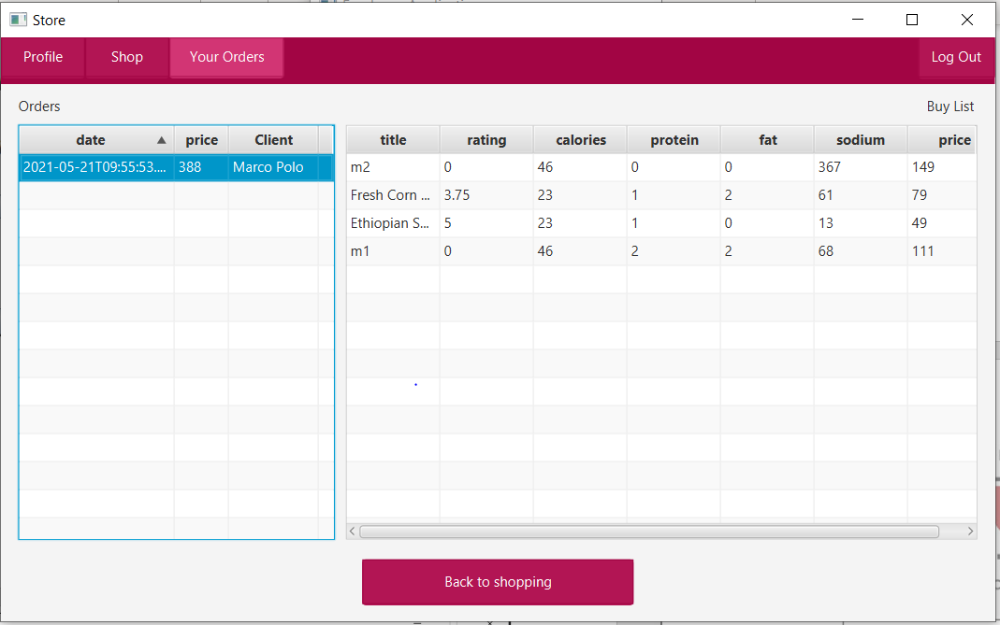 Store
Profile Shop Your Orders Log Out
Orders Buy List
date price Client
2021-05-21T09:55:53.... 388 Marco Polo
title rating calories protein fat sodium price
m2 0 46 0 0 367 149
Fresh Corn ... 3.75 23 1 2 61 79
Ethiopian S... 5 23 1 0 13 49
m1 0 46 2 2 68 111
Back to shopping